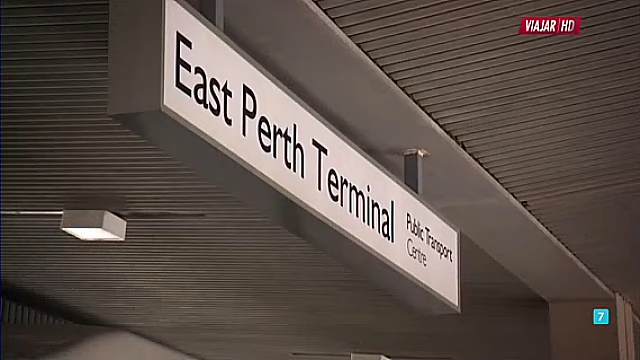 VIAJAR HD
East Perth Terminal
Public Transport
Centre
7